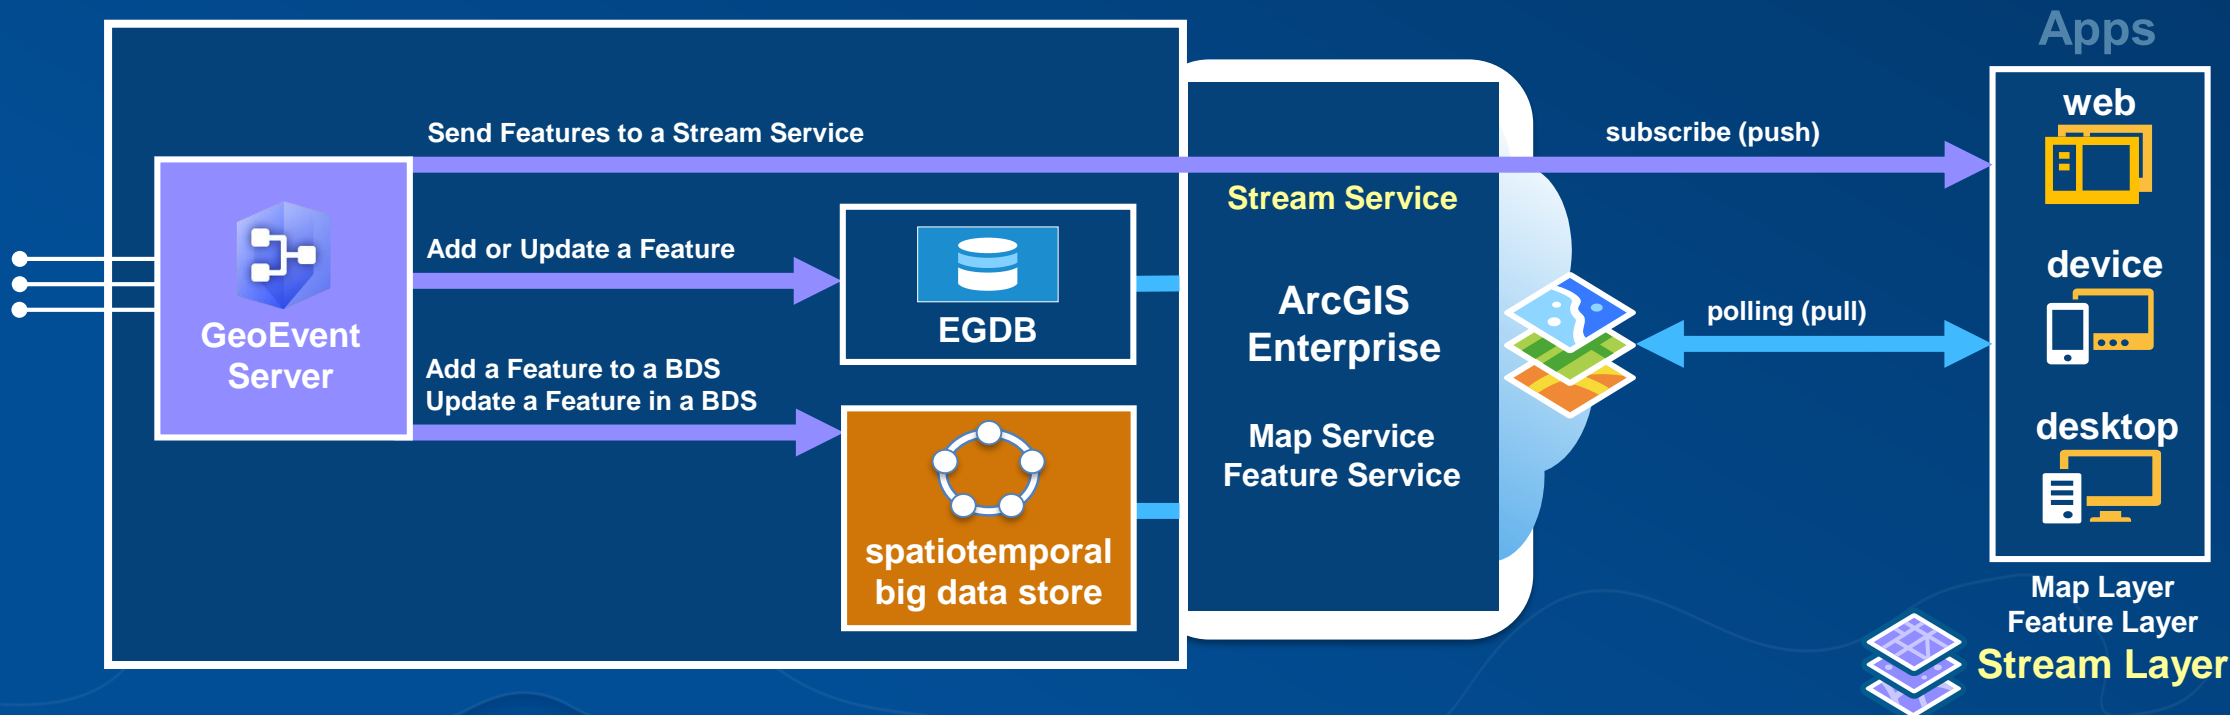 Apps
web
Send Features to a Stream Service
subscribe (push)
Stream Service
Add or Update a Feature
device
GeoEvent
Server
EGDB
ArcGIS
Enterprise
polling (pull)
Add a Feature to a BDS
Update a Feature in a BDS
Map Service
Feature Service
desktop
spatiotemporal
big data store
Map Layer
Feature Layer
Stream Layer